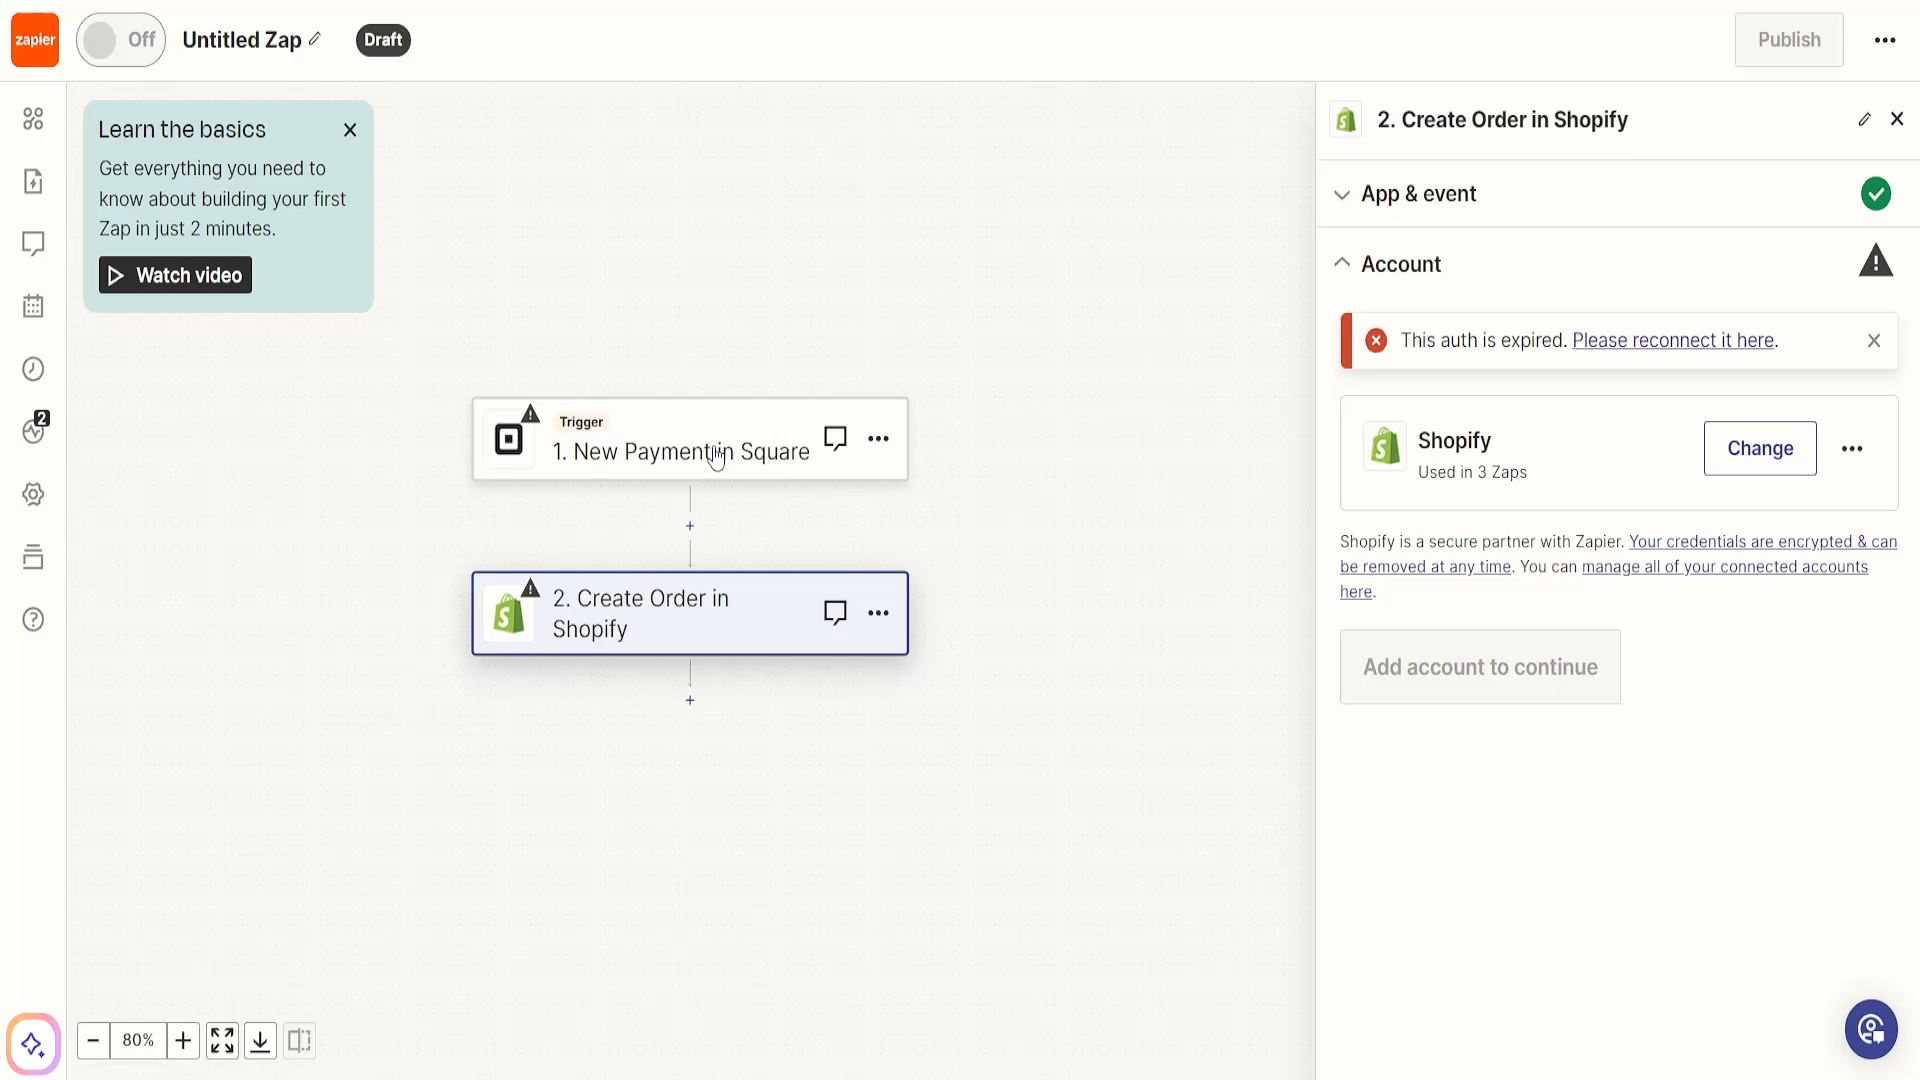 zapier
Off
Untitled Zap
Draft
Publish
Learn the basics
Get everything you need to
know about building your first
Zap in just 2 minutes.
Watch video
2
Trigger
1. New Payment in Square
2. Create Order in
Shopify
80%
2. Create Order in Shopify
App & event
Account
This auth is expired. Please reconnect it here.
Shopify
Used in 3 Zaps
Change
Shopify is a secure partner with Zapier. Your credentials are encrypted & can
be removed at any time. You can manage all of your connected accounts
here.
Add account to continue